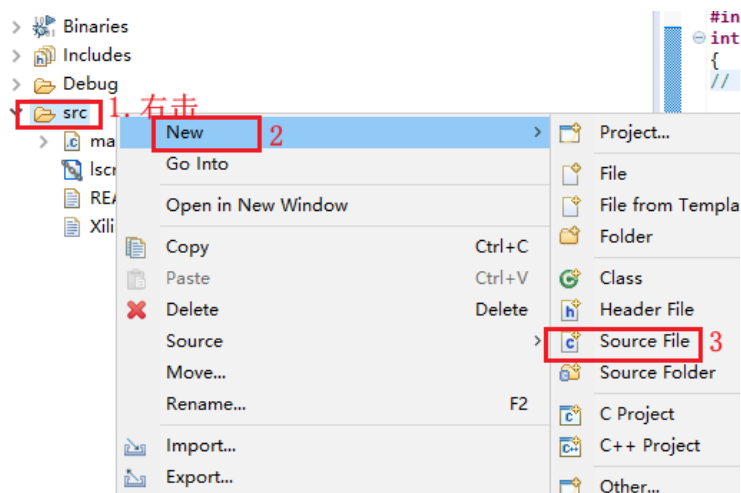 Binaries
Includes
Debug
src
1. 右击
ma
lscr
REA
Xili
#in
int
{
//
New
2
Go Into
Open in New Window
Copy Ctrl+C
Paste Ctrl+V
Delete Delete
Source
Move...
Rename... F2
Import...
Export...
Project...
File
File from Templa
Folder
Class
Header File
Source File
3
Source Folder
C Project
C++ Project
Other...